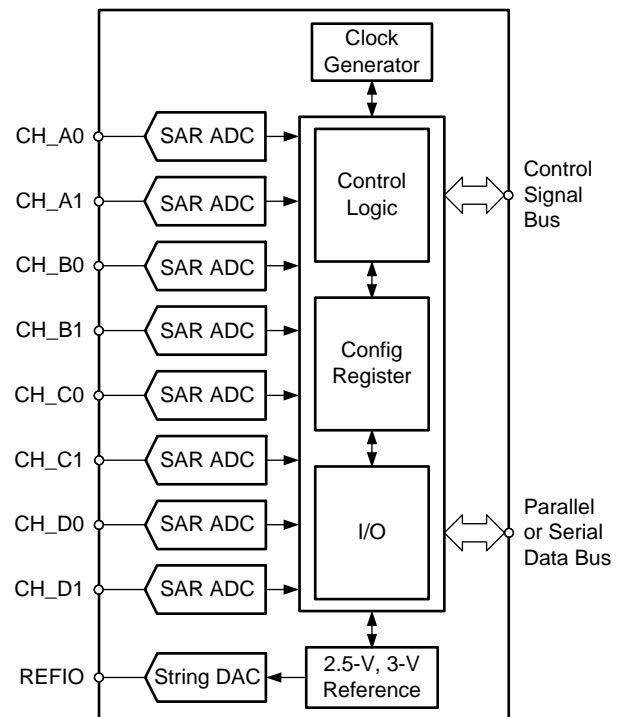 Clock
Generator
CH_A0
SAR ADC
CH_A1
SAR ADC
Control
Logic
Control
Signal
Bus
CH_B0
SAR ADC
CH_B1
SAR ADC
Config
Register
CH_C0
SAR ADC
CH_C1
SAR ADC
CH_D0
SAR ADC
I/O
Parallel
or Serial
Data Bus
CH_D1
SAR ADC
REFIO
String DAC
2.5-V, 3-V
Reference